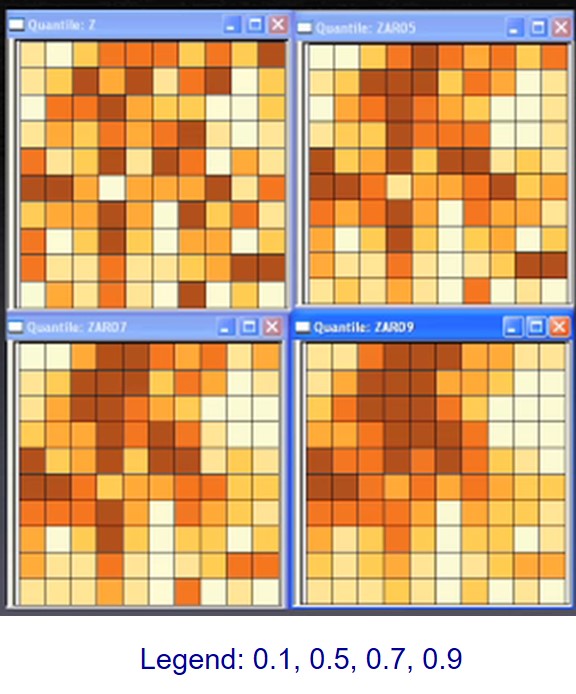 Quantile: Z
Quantile: ZAR05
Quantile: ZAR07
Quantile: ZAR09
Legend: 0.1, 0.5, 0.7, 0.9